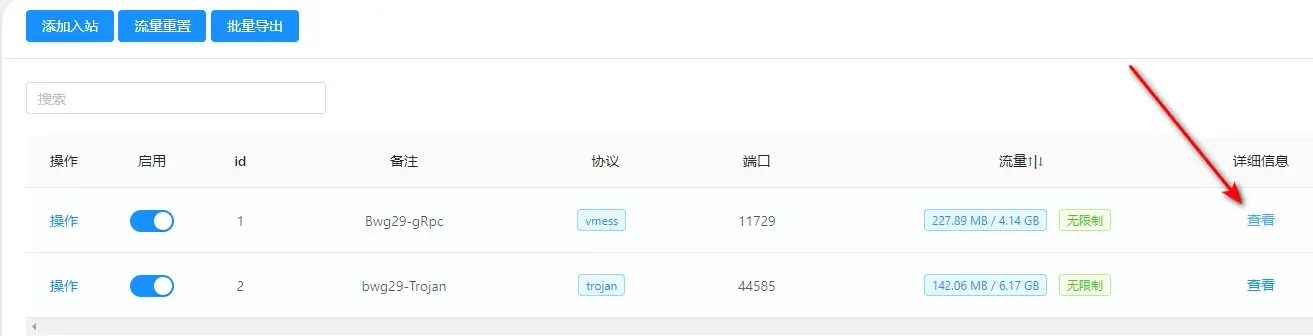 添加入站 流量重置 批量导出
搜索
操作 启用 id 备注 协议 端口 流量↑|↓ 详细信息
操作 1 Bwg29-gRpc vmess 11729 227.89 MB / 4.14 GB 无限制 查看
操作 2 bwg29-Trojan trojan 44585 142.06 MB / 6.17 GB 无限制 查看